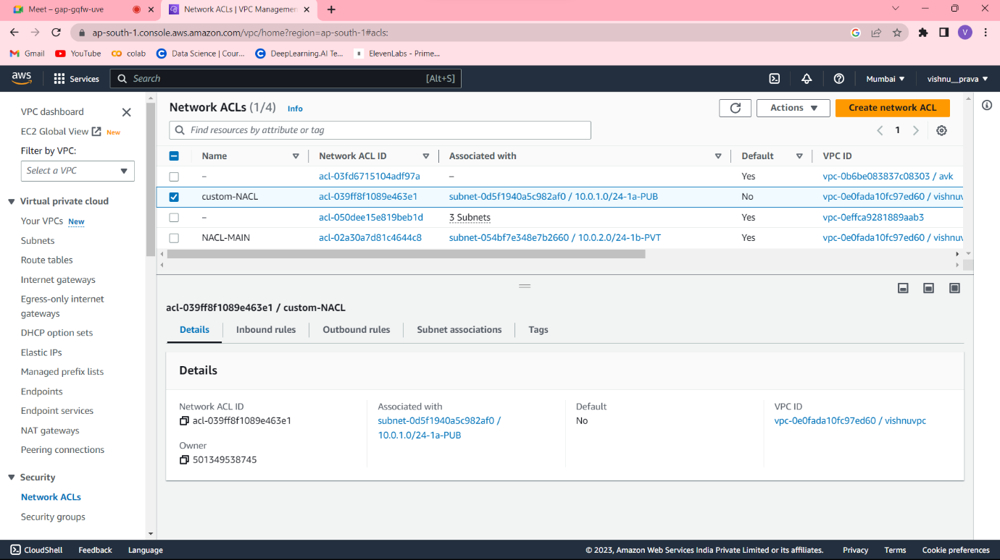 Meet – gap-gqfw-uve
Network ACLs | VPC Managemen
ap-south-1.console.aws.amazon.com/vpc/home?region=ap-south-1#acls:
V
Gmail YouTube colab Data Science | Cour... DeepLearning.AI Te... ElevenLabs - Prime...
aws Services Search [Alt+S] Mumbai vishnu__prava
VPC dashboard
EC2 Global View New
Filter by VPC:
Select a VPC
Virtual private cloud
Your VPCs New
Subnets
Route tables
Internet gateways
Egress-only internet
gateways
DHCP option sets
Elastic IPs
Managed prefix lists
Endpoints
Endpoint services
NAT gateways
Peering connections
Security
Network ACLs
Security groups
Network ACLs (1/4) Info
Actions Create network ACL
Find resources by attribute or tag
1
Name Network ACL ID Associated with Default VPC ID
– acl-03fd6715104adf97a – Yes vpc-0b6be083837c08303 / avk
custom-NACL acl-039ff8f1089e463e1 subnet-0d5f1940a5c982af0 / 10.0.1.0/24-1a-PUB No vpc-0e0fada10fc97ed60 / vishnuv
– acl-050dee15e819beb1d 3 Subnets Yes vpc-0effca9281889aab3
NACL-MAIN acl-02a30a7d81c4644c8 subnet-054bf7e348e7b2660 / 10.0.2.0/24-1b-PVT Yes vpc-0e0fada10fc97ed60 / vishnuv
acl-039ff8f1089e463e1 / custom-NACL
Details Inbound rules Outbound rules Subnet associations Tags
Details
Network ACL ID
acl-039ff8f1089e463e1
Owner
501349538745
Associated with
subnet-0d5f1940a5c982af0 /
10.0.1.0/24-1a-PUB
Default
No
VPC ID
vpc-0e0fada10fc97ed60 / vishnuvpc
CloudShell Feedback Language © 2023, Amazon Web Services India Private Limited or its affiliates. Privacy Terms Cookie preferences